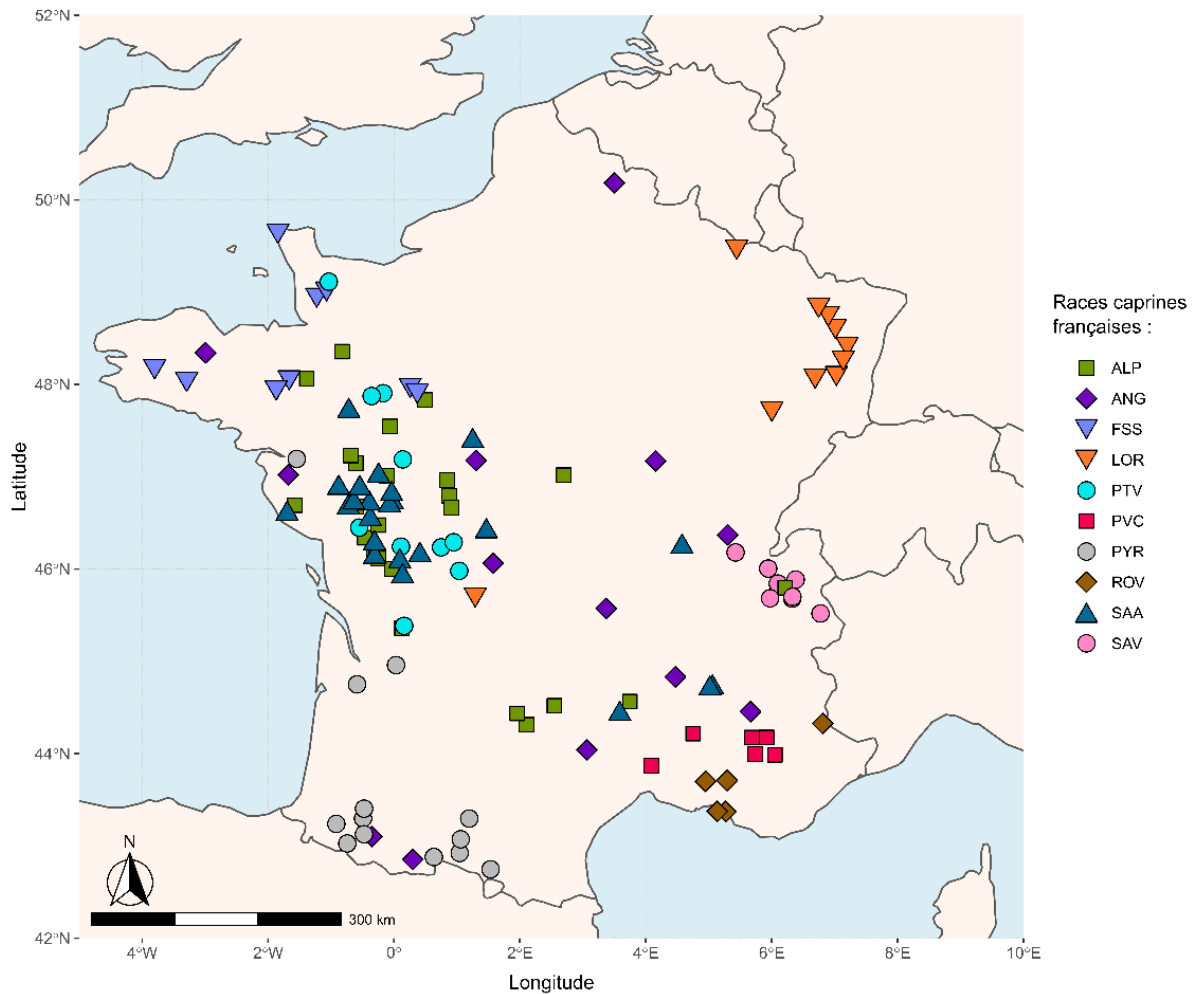 52°N
50°N
48°N
46°N
44°N
42°N
Latitude
4°W
2°W
0°
2°E
4°E
6°E
8°E
10°E
Longitude
N
300 km
Races caprines
françaises :
ALP
ANG
FSS
LOR
PTV
PVC
PYR
ROV
SAA
SAV